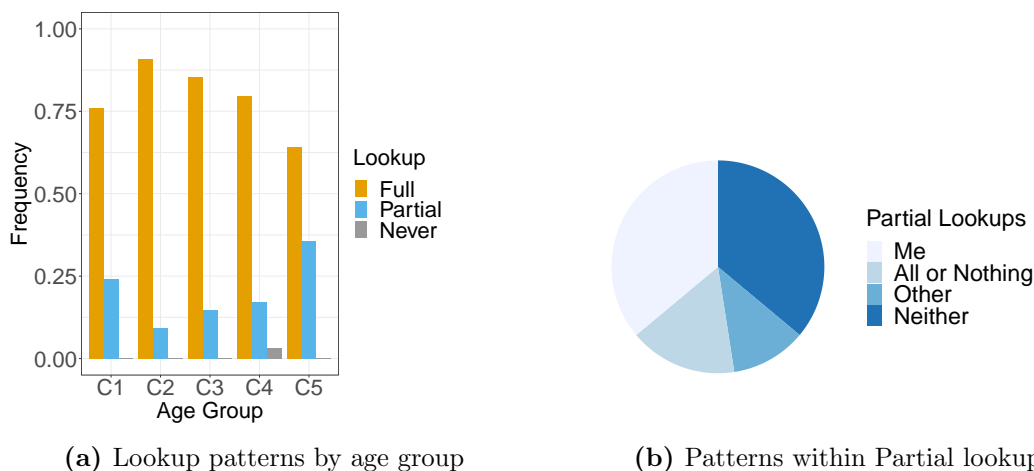 1.00
0.75
0.50
0.25
0.00
Frequency
C1 C2 C3 C4 C5
Age Group
Lookup
Full
Partial
Never
(a) Lookup patterns by age group
Partial Lookups
Me
All or Nothing
Other
Neither
(b) Patterns within Partial lookup